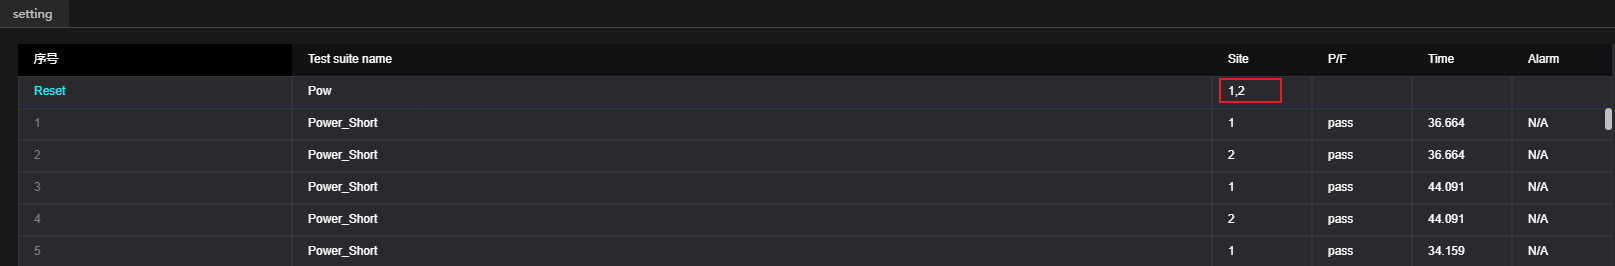 setting
序号 Test suite name Site P/F Time Alarm
Reset Pow 1,2
1 Power_Short 1 pass 36.664 N/A
2 Power_Short 2 pass 36.664 N/A
3 Power_Short 1 pass 44.091 N/A
4 Power_Short 2 pass 44.091 N/A
5 Power_Short 1 pass 34.159 N/A